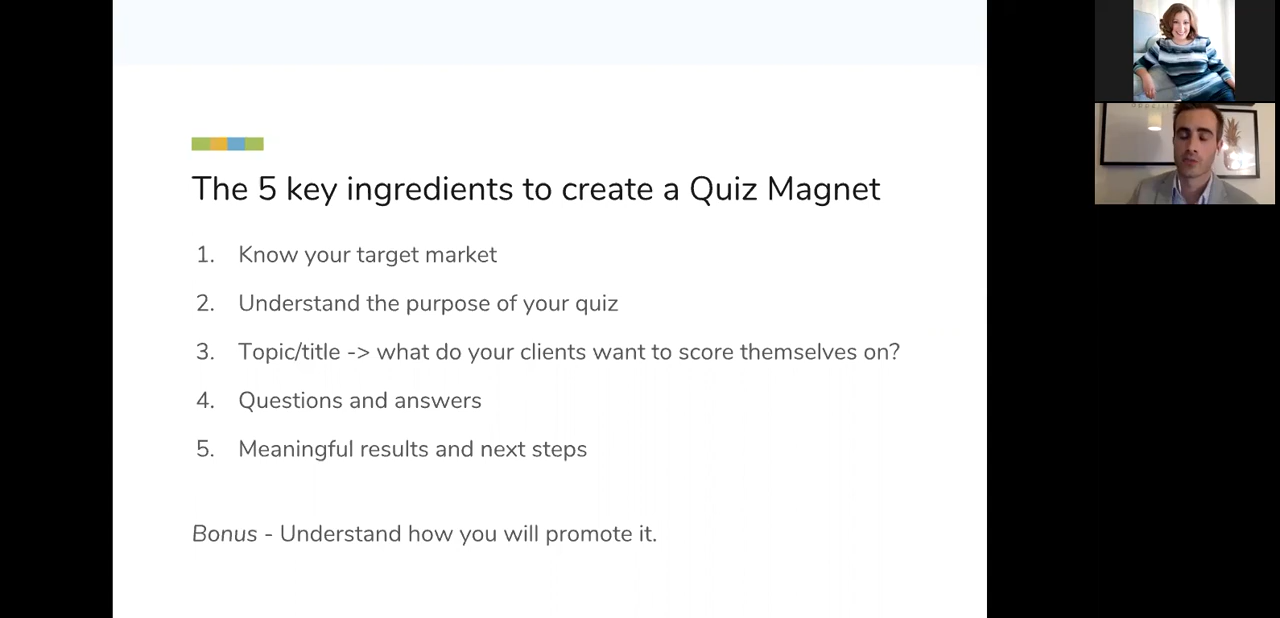 The 5 key ingredients to create a Quiz Magnet
1. Know your target market
2. Understand the purpose of your quiz
3. Topic/title -> what do your clients want to score themselves on?
4. Questions and answers
5. Meaningful results and next steps
Bonus - Understand how you will promote it.